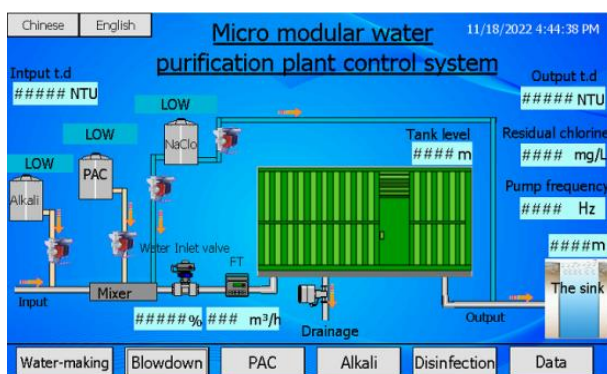 Chinese
English
Micro modular water
purification plant control system
11/18/2022 4:44:38 PM
Intput t.d
##### NTU
Output t.d
##### NTU
LOW
NaClo
LOW
PAC
LOW
Alkali
Tank level
#### m
Residual chlorine
#### mg/L
Pump frequency
#### Hz
####m
The sink
Water Inlet valve
FT
Input
Mixer
#####% ### m³/h
Drainage
Output
Water-making
Blowdown
PAC
Alkali
Disinfection
Data